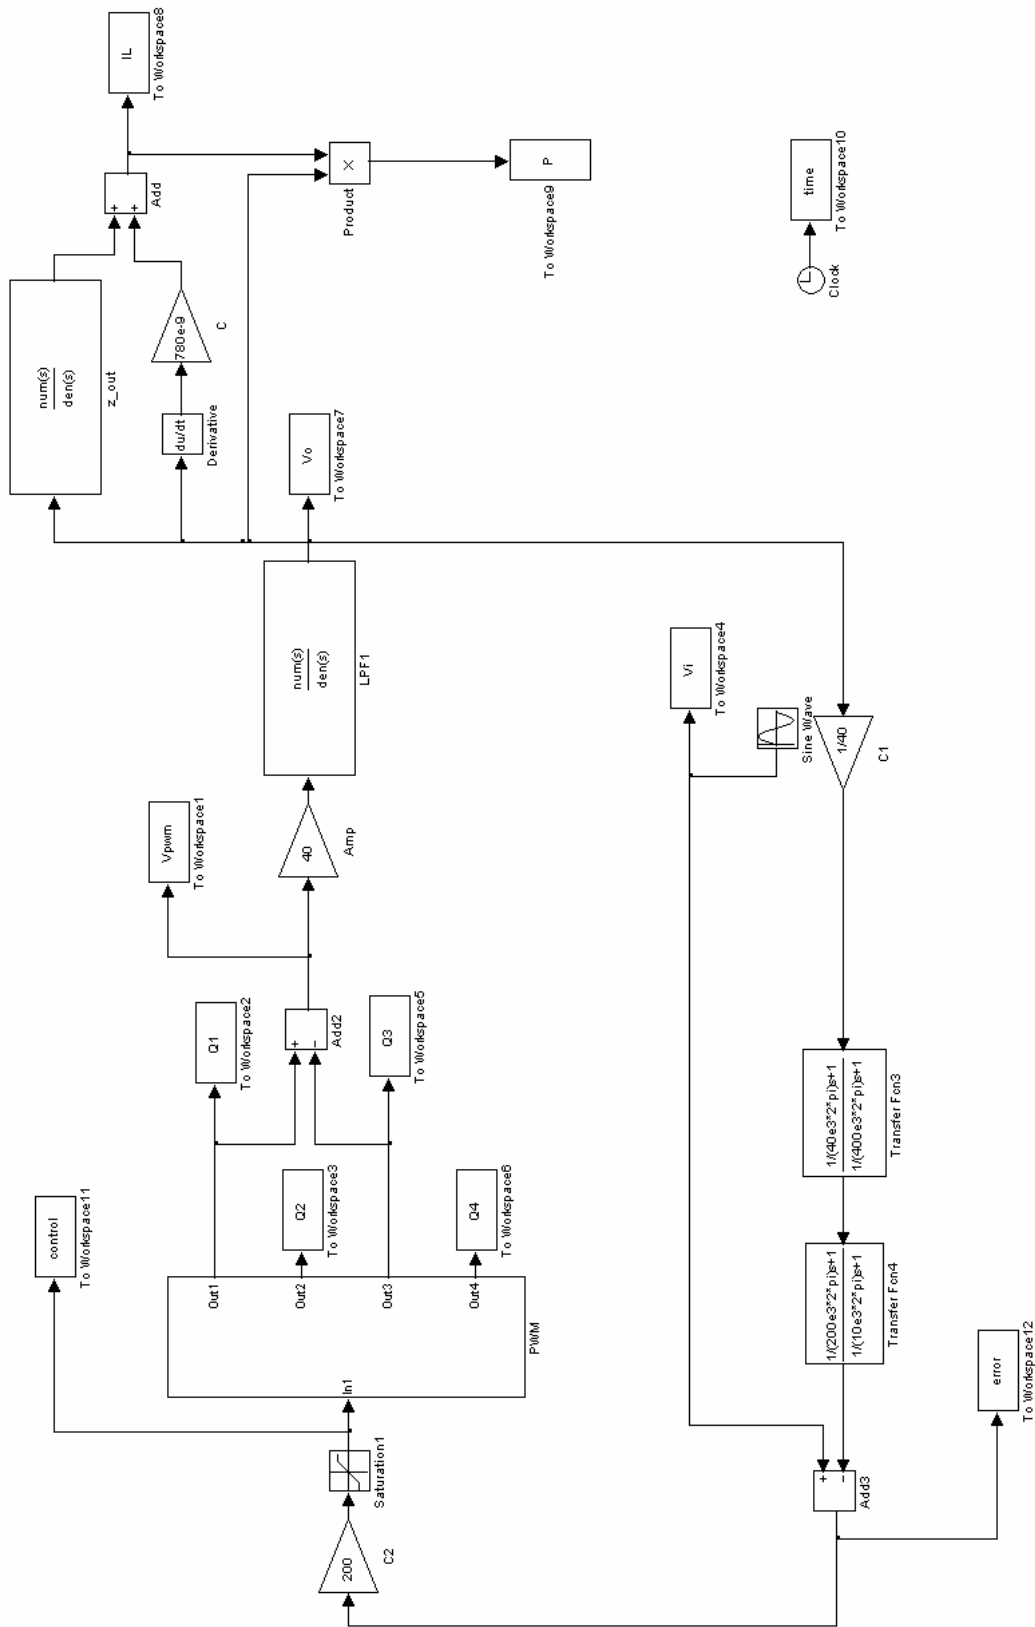 200
C2
Saturation1
control
To Workspace11
In1
Out1
Out2
Out3
Out4
PWM
Q1
To Workspace2
Q2
To Workspace3
Q3
To Workspace5
Q4
To Workspace6
+
−
Add2
Vpwm
To Workspace1
40
Amp
num(s)
den(s)
LPF1
Vo
To Workspace7
num(s)
den(s)
z_out
du/dt
Derivative
780e-9
C
+
+
Add
IL
To Workspace8
×
Product
P
To Workspace9
error
To Workspace12
+
−
Add3
1/(200e3*2*pi)s+1
1/(10e3*2*pi)s+1
Transfer Fcn4
1/(40e3*2*pi)s+1
1/(400e3*2*pi)s+1
Transfer Fcn3
Vi
To Workspace4
Sine Wave
1/40
C1
Clock
time
To Workspace10